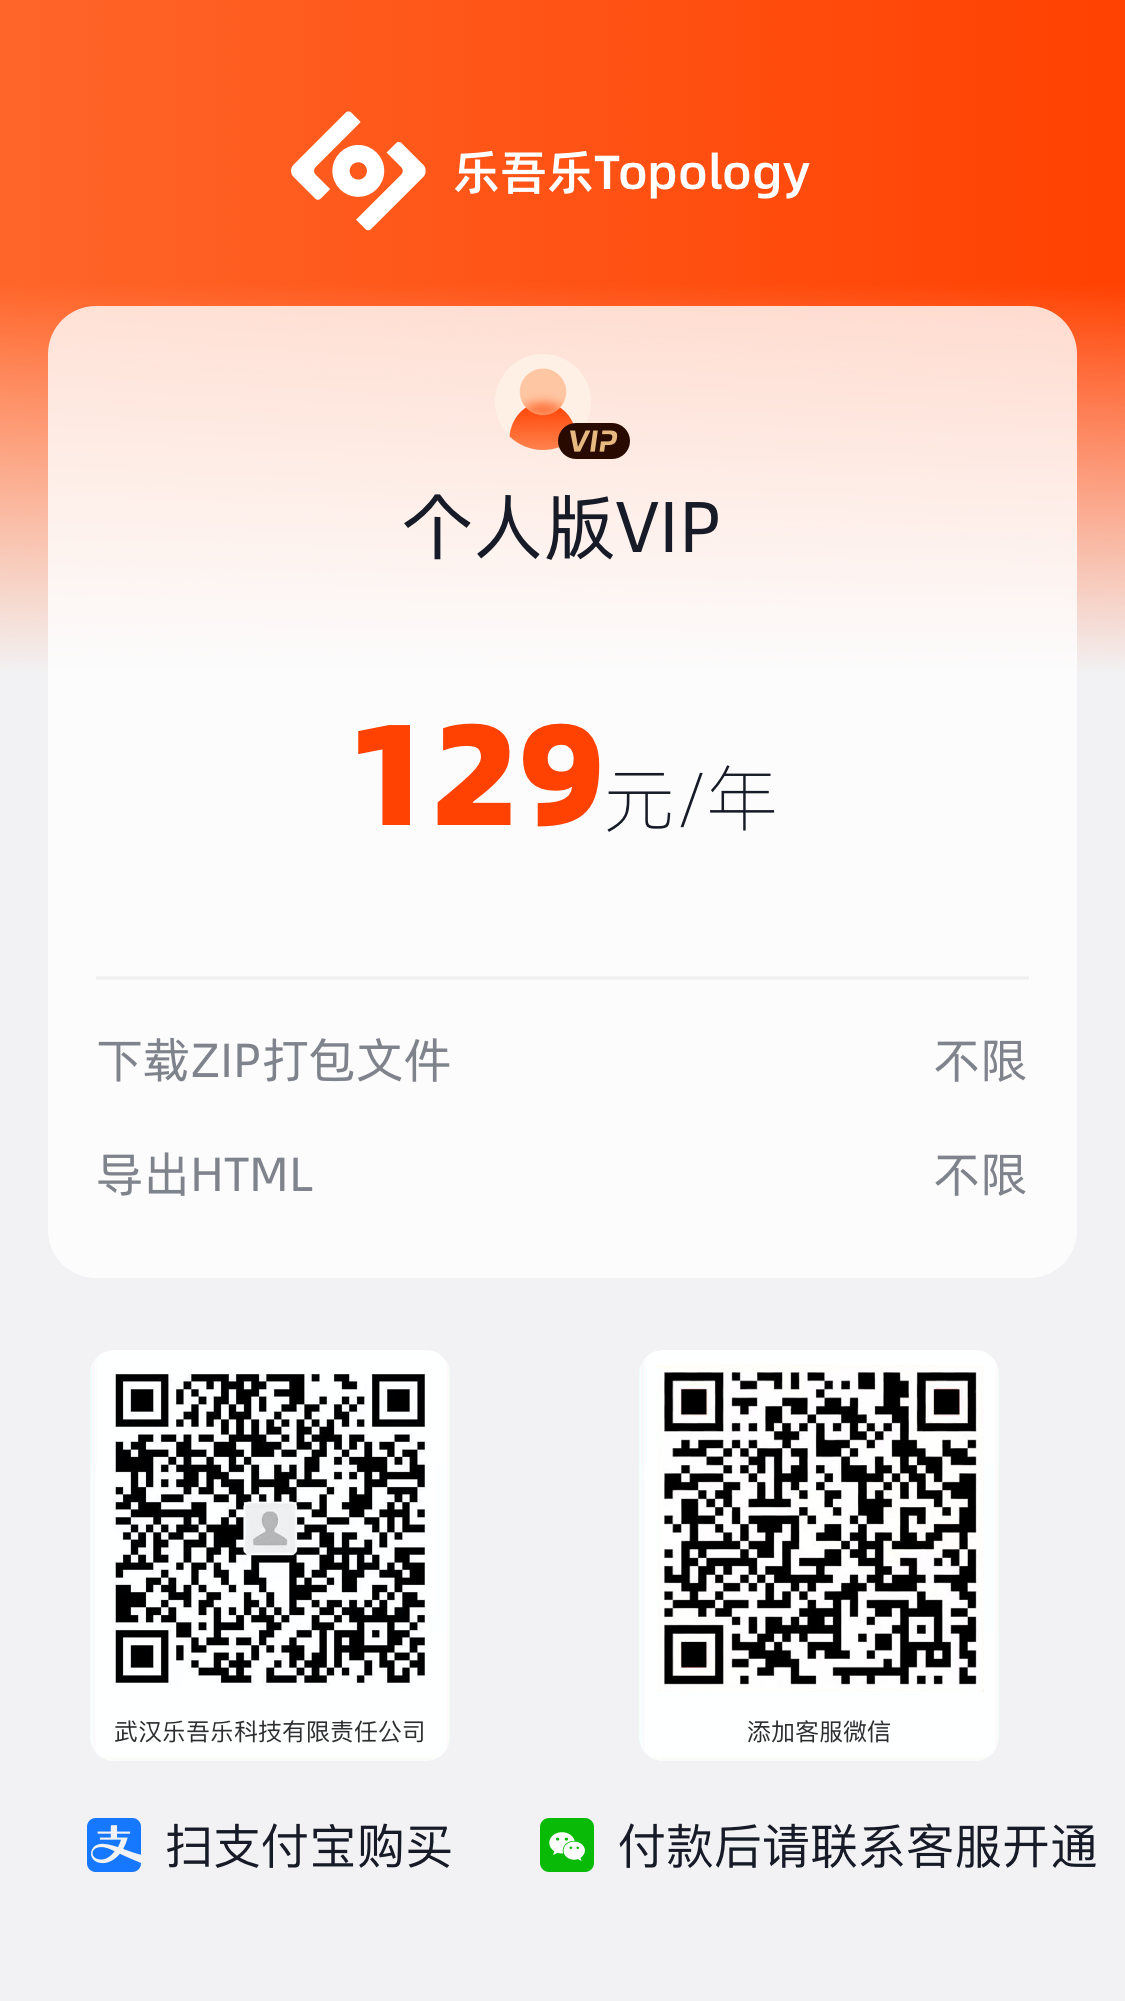 乐吾乐Topology
VIP
个人版VIP
129元/年
下载ZIP打包文件 不限
导出HTML 不限
武汉乐吾乐科技有限责任公司
添加客服微信
支 扫支付宝购买
付款后请联系客服开通